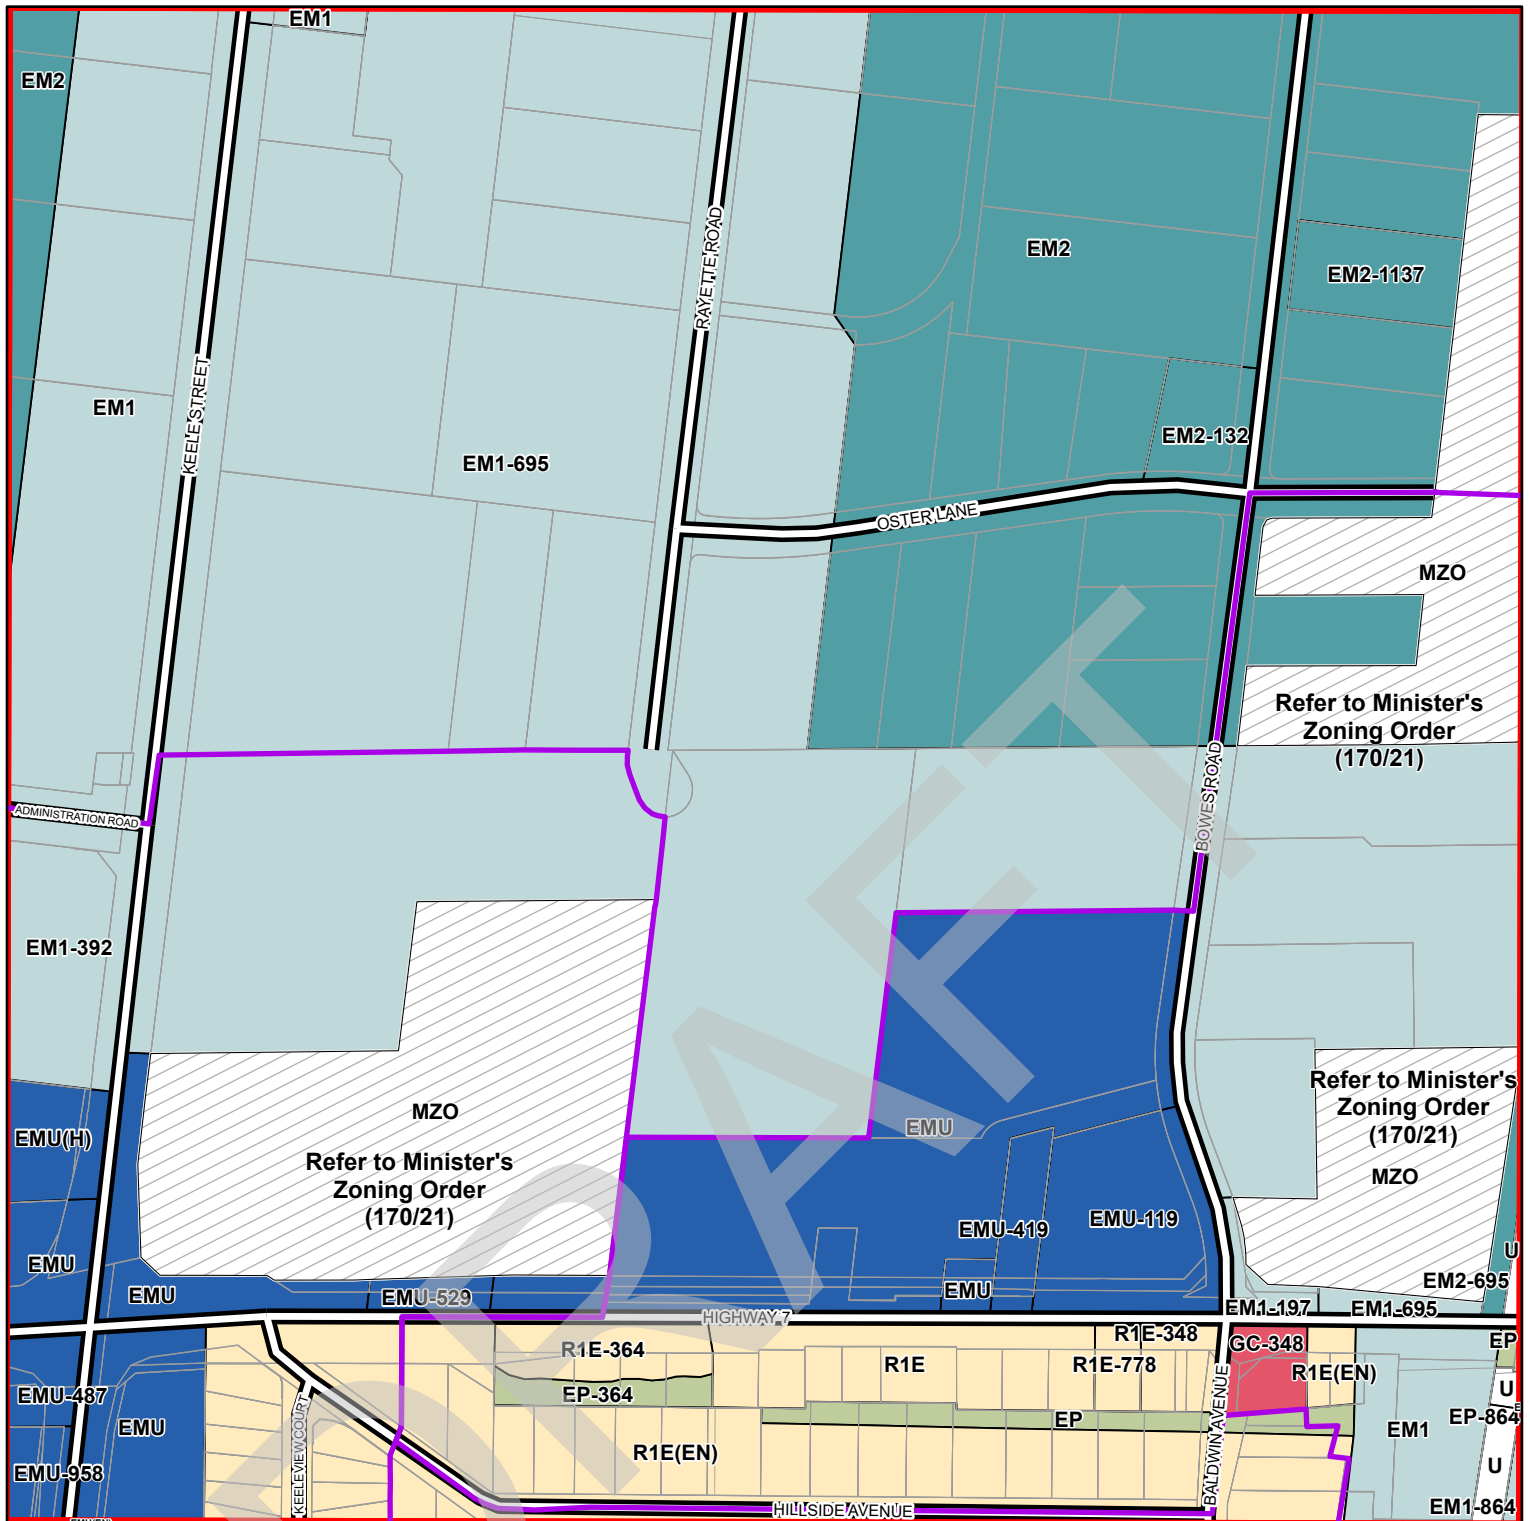 EM1
EM2
RAYETTE ROAD
EM2
EM2-1137
KEELE STREET
EM1
EM2-132
EM1-695
OSTER LANE
MZO
Refer to Minister's
Zoning Order
(170/21)
BOWES ROAD
ADMINISTRATION ROAD
EM1-392
MZO
Refer to Minister's
Zoning Order
(170/21)
Refer to Minister's
Zoning Order
(170/21)
MZO
EMU(H)
EMU
EMU-419
EMU-119
EMU
EMU
EMU-529
EMU
U
EM2-695
HIGHWAY 7
EM1-197
EM1-695
R1E-364
R1E
R1E-348
R1E-778
GC-348
R1E(EN)
EP
EMU-487
EP-364
EP
U
EP-864
EMU
KEELEVIEW COURT
R1E(EN)
BALDWIN AVENUE
EM1
EMU-958
U
HILLSIDE AVENUE
EM1-864
DRAFT